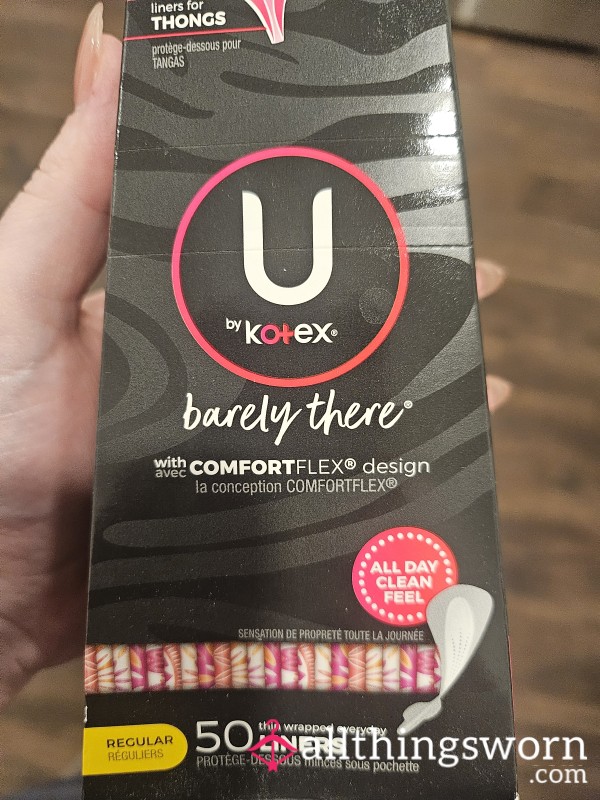 liners for
THONGS
protège-dessous pour
TANGAS
U
by kotex®
barely there®
with COMFORTFLEX® design
avec
la conception COMFORTFLEX®
ALL DAY
CLEAN
FEEL
SENSATION DE PROPRETÉ TOUTE LA JOURNÉE
REGULAR
RÉGULIERS
50 thin wrapped everyday
LINERS
PROTÈGE-DESSOUS minces sous pochette
allthingsworn
.com